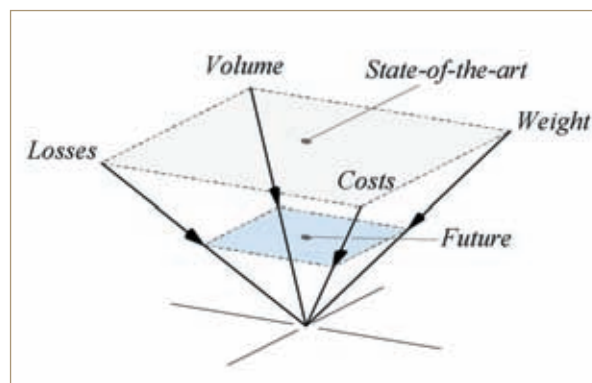 Volume
State-of-the-art
Weight
Losses
Costs
Future